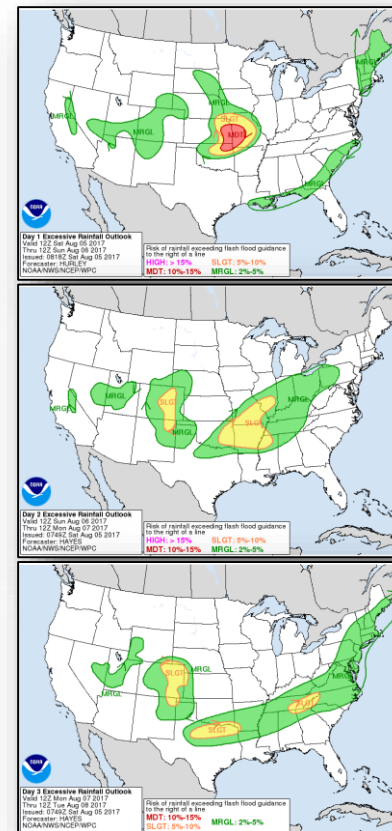 MRGL
MRGL
MRGL
MRGL
SLGT
MDT
MRGL
NOAA
Day 1 Excessive Rainfall Outlook
Valid 12Z Sat Aug 05 2017
Thru 12Z Sun Aug 06 2017
Issued: 0818Z Sat Aug 05 2017
Forecaster: HURLEY
NOAA/NWS/NCEP/WPC
Risk of rainfall exceeding flash flood guidance
to the right of a line
HIGH: > 15% SLGT: 5%-10%
MDT: 10%-15% MRGL: 2%-5%
MRGL
MRGL
SLGT
MRGL
MRGL
SLGT
NOAA
Day 2 Excessive Rainfall Outlook
Valid 12Z Sun Aug 06 2017
Thru 12Z Mon Aug 07 2017
Issued: 0749Z Sat Aug 05 2017
Forecaster: HAYES
NOAA/NWS/NCEP/WPC
Risk of rainfall exceeding flash flood guidance
to the right of a line
HIGH: > 15% SLGT: 5%-10%
MDT: 10%-15% MRGL: 2%-5%
SLGT
MRGL
MRGL
MRGL
SLGT
SLGT
NOAA
Day 3 Excessive Rainfall Outlook
Valid 12Z Mon Aug 07 2017
Thru 12Z Tue Aug 08 2017
Issued: 0749Z Sat Aug 05 2017
Forecaster: HAYES
NOAA/NWS/NCEP/WPC
Risk of rainfall exceeding flash flood guidance
to the right of a line
MDT: 10%-15%
SLGT: 5%-10% MRGL: 2%-5%